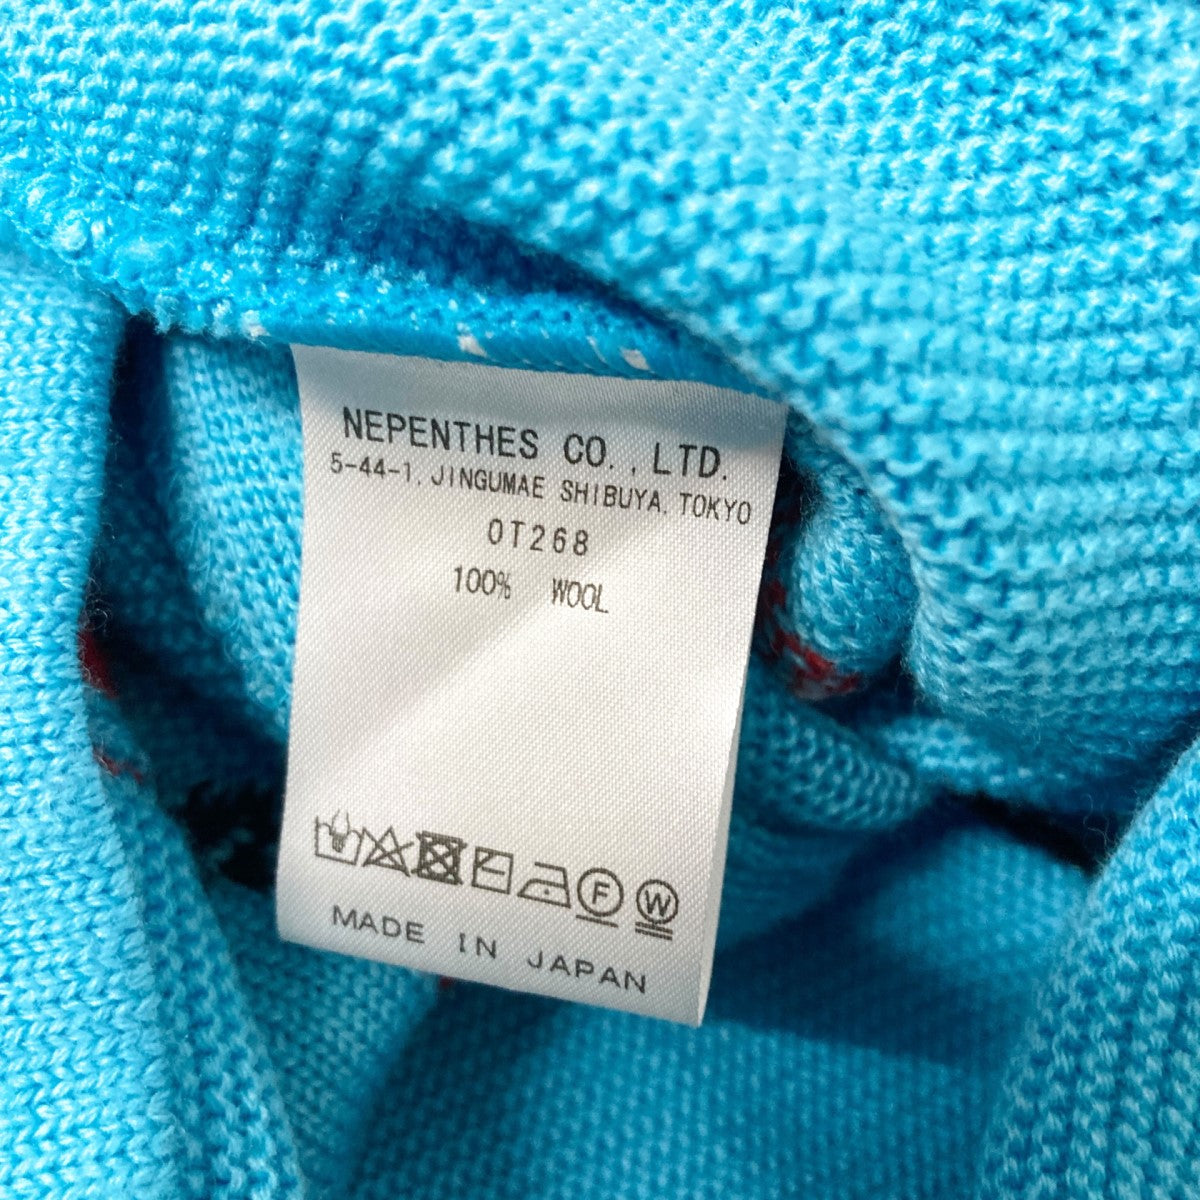 NEPENTHES CO., LTD.
5-44-1, JINGUMAE SHIBUYA, TOKYO
OT268
100% WOOL
F W
MADE IN JAPAN